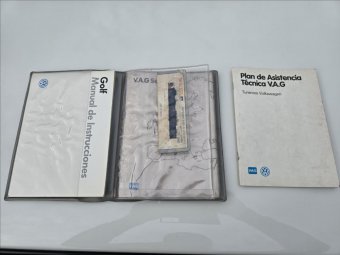 Golf
Manual de Instrucciones
V.A.G
Plan de Asistencia
Técnica V.A.G
Turismos Volkswagen